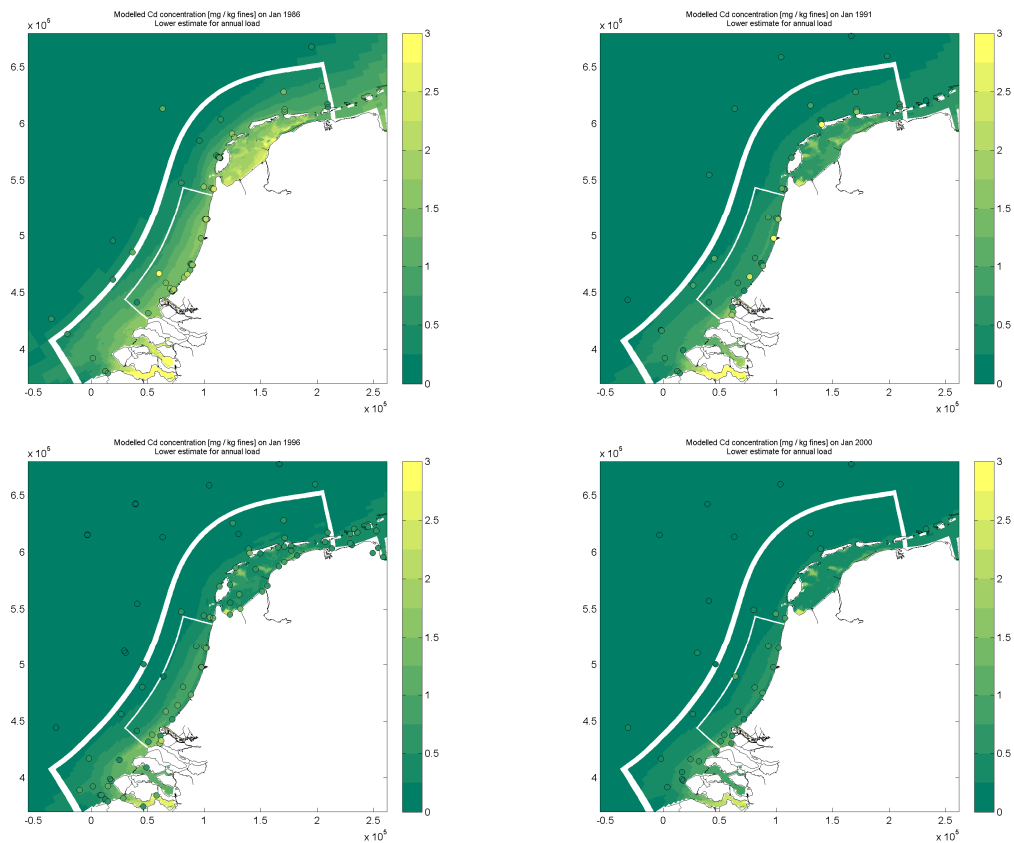 Modelled Cd concentration [mg / kg fines] on Jan 1986
Lower estimate for annual load
x 10^5
6.5
6
5.5
5
4.5
4
-0.5 0 0.5 1 1.5 2 2.5
x 10^5
3
2.5
2
1.5
1
0.5
0
Modelled Cd concentration [mg / kg fines] on Jan 1991
Lower estimate for annual load
x 10^5
6.5
6
5.5
5
4.5
4
-0.5 0 0.5 1 1.5 2 2.5
x 10^5
3
2.5
2
1.5
1
0.5
0
Modelled Cd concentration [mg / kg fines] on Jan 1996
Lower estimate for annual load
x 10^5
6.5
6
5.5
5
4.5
4
-0.5 0 0.5 1 1.5 2 2.5
x 10^5
3
2.5
2
1.5
1
0.5
0
Modelled Cd concentration [mg / kg fines] on Jan 2000
Lower estimate for annual load
x 10^5
6.5
6
5.5
5
4.5
4
-0.5 0 0.5 1 1.5 2 2.5
x 10^5
3
2.5
2
1.5
1
0.5
0